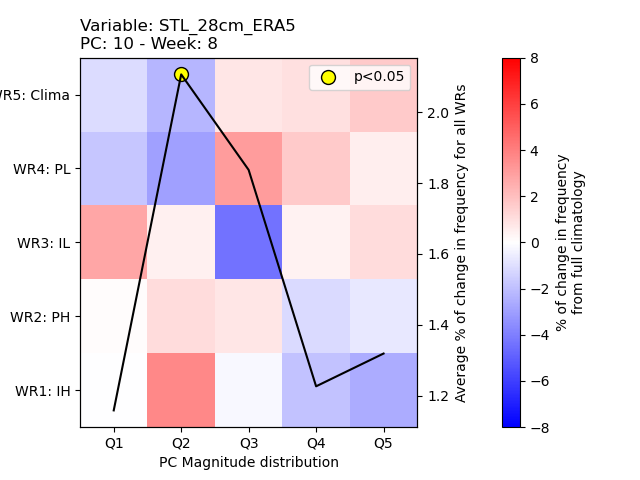 Variable: STL_28cm_ERA5
PC: 10 - Week: 8
p<0.05
WR5: Clima
WR4: PL
WR3: IL
WR2: PH
WR1: IH
Q1 Q2 Q3 Q4 Q5
PC Magnitude distribution
2.0
1.8
1.6
1.4
1.2
Average % of change in frequency for all WRs
8
6
4
2
0
−2
−4
−6
−8
% of change in frequency
from full climatology